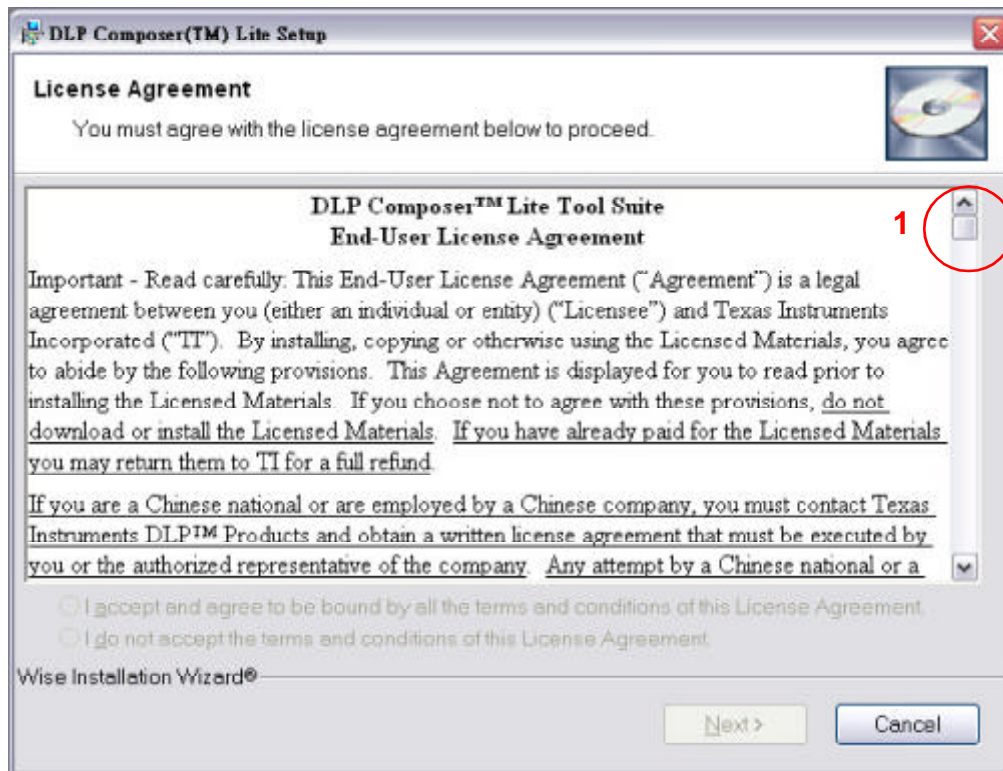 DLP Composer(TM) Lite Setup
License Agreement
You must agree with the license agreement below to proceed.
DLP Composer™ Lite Tool Suite
End-User License Agreement
1
Important - Read carefully: This End-User License Agreement ("Agreement") is a legal
agreement between you (either an individual or entity) ("Licensee") and Texas Instruments
Incorporated ("TI"). By installing, copying or otherwise using the Licensed Materials, you agree
to abide by the following provisions. This Agreement is displayed for you to read prior to
installing the Licensed Materials. If you choose not to agree with these provisions, do not
download or install the Licensed Materials. If you have already paid for the Licensed Materials
you may return them to TI for a full refund.
If you are a Chinese national or are employed by a Chinese company, you must contact Texas
Instruments DLP™ Products and obtain a written license agreement that must be executed by
you or the authorized representative of the company. Any attempt by a Chinese national or a
I accept and agree to be bound by all the terms and conditions of this License Agreement.
I do not accept the terms and conditions of this License Agreement.
Wise Installation Wizard®
Next >
Cancel